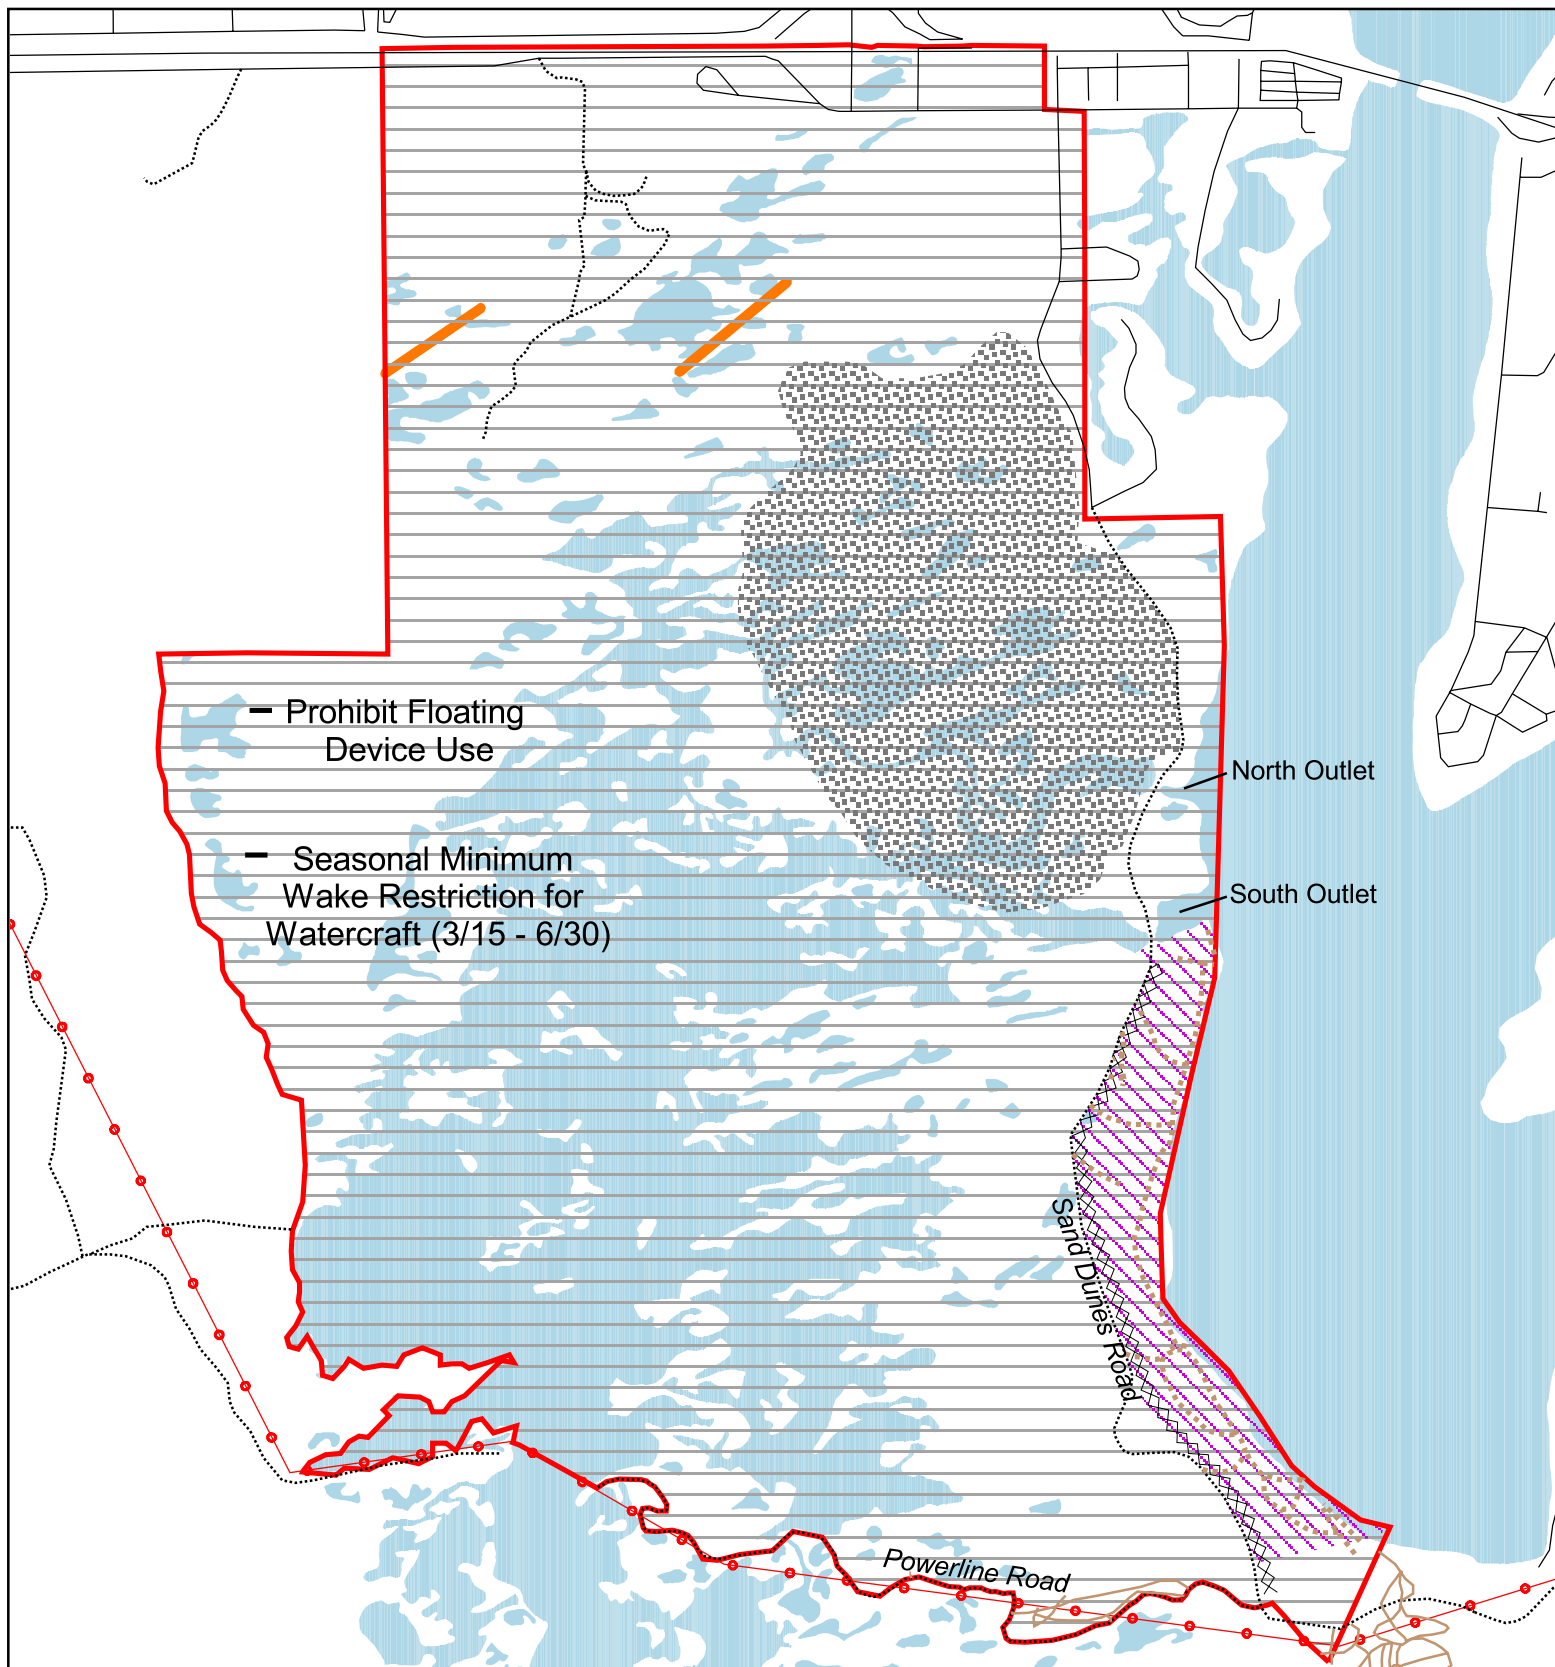 Prohibit Floating
Device Use
North Outlet
Seasonal Minimum
Wake Restriction for
Watercraft (3/15 - 6/30)
South Outlet
Sand Dunes Road
Powerline Road